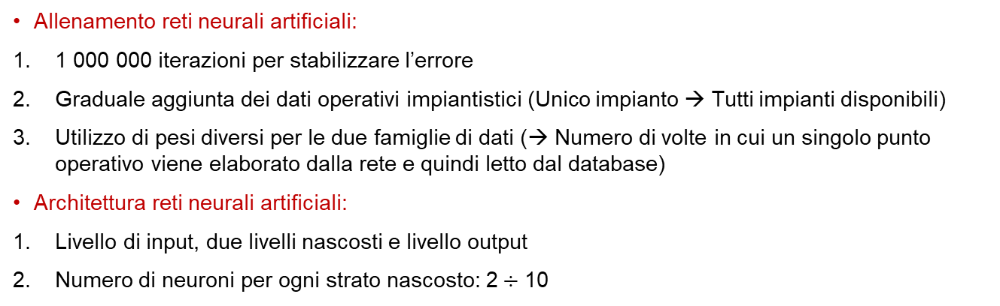 • Allenamento reti neurali artificiali:
1. 1 000 000 iterazioni per stabilizzare l’errore
2. Graduale aggiunta dei dati operativi impiantistici (Unico impianto → Tutti impianti disponibili)
3. Utilizzo di pesi diversi per le due famiglie di dati (→ Numero di volte in cui un singolo punto
operativo viene elaborato dalla rete e quindi letto dal database)
• Architettura reti neurali artificiali:
1. Livello di input, due livelli nascosti e livello output
2. Numero di neuroni per ogni strato nascosto: 2 ÷ 10